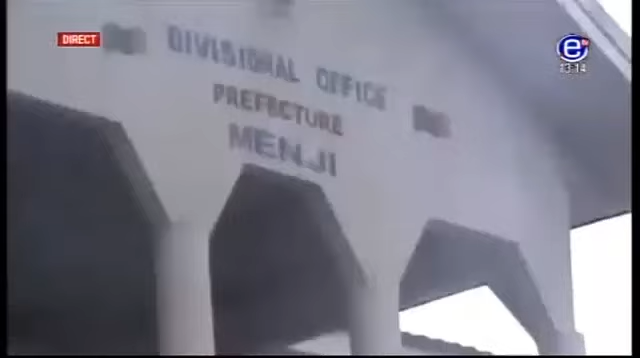 DIRECT
DIVISIONAL OFFICE
PREFECTURE
MENJI
e
13:14